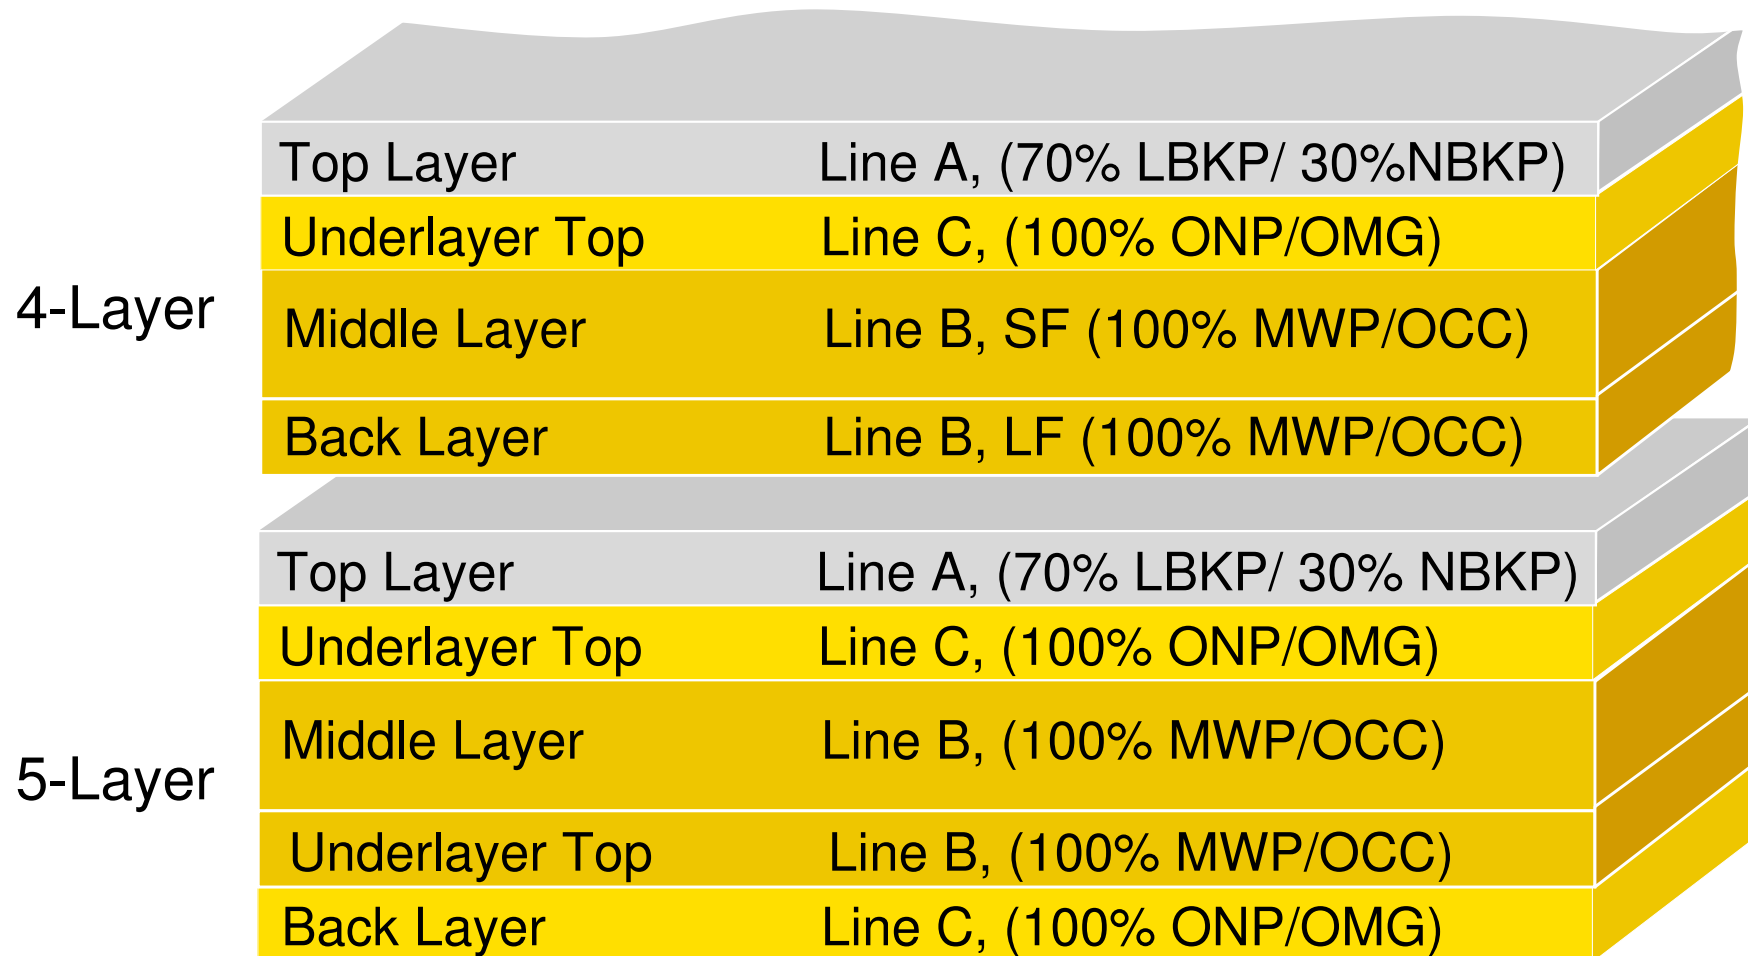 4-Layer
Top Layer Line A, (70% LBKP/ 30%NBKP)
Underlayer Top Line C, (100% ONP/OMG)
Middle Layer Line B, SF (100% MWP/OCC)
Back Layer Line B, LF (100% MWP/OCC)
5-Layer
Top Layer Line A, (70% LBKP/ 30% NBKP)
Underlayer Top Line C, (100% ONP/OMG)
Middle Layer Line B, (100% MWP/OCC)
Underlayer Top Line B, (100% MWP/OCC)
Back Layer Line C, (100% ONP/OMG)